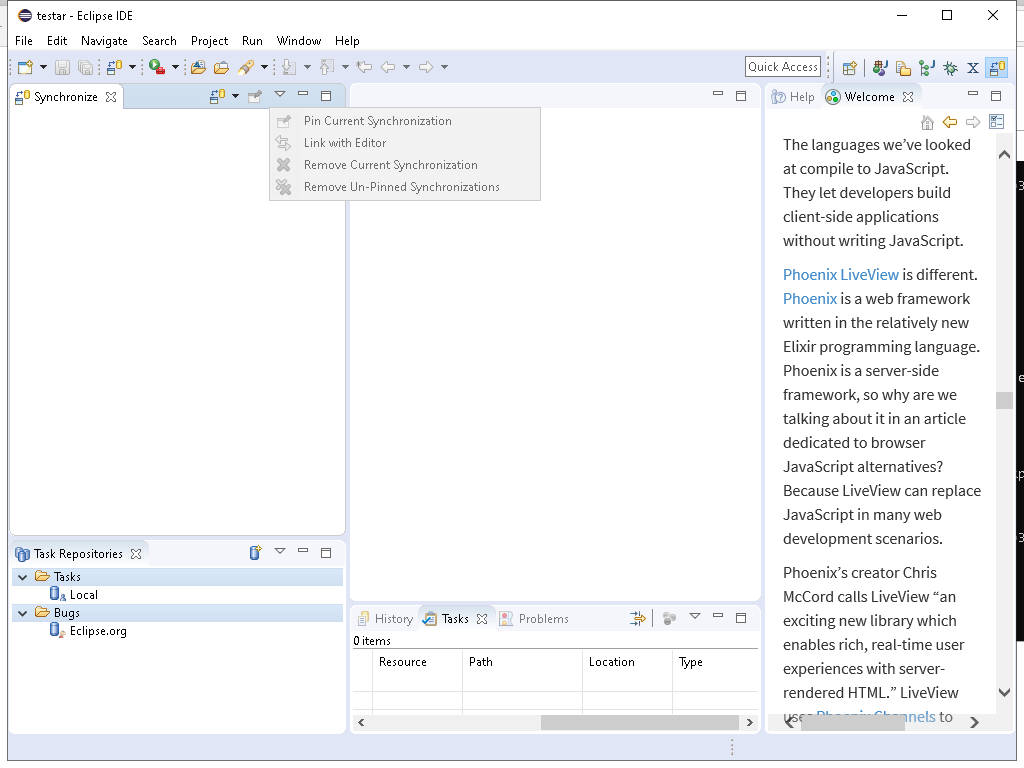 testar - Eclipse IDE
File Edit Navigate Search Project Run Window Help
Quick Access
Synchronize
Help Welcome
Pin Current Synchronization
Link with Editor
Remove Current Synchronization
Remove Un-Pinned Synchronizations
The languages we've looked
at compile to JavaScript.
They let developers build
client-side applications
without writing JavaScript.
Phoenix LiveView is different.
Phoenix is a web framework
written in the relatively new
Elixir programming language.
Phoenix is a server-side
framework, so why are we
talking about it in an article
dedicated to browser
JavaScript alternatives?
Because LiveView can replace
JavaScript in many web
development scenarios.
Phoenix's creator Chris
McCord calls LiveView “an
exciting new library which
enables rich, real-time user
experiences with server-
rendered HTML.” LiveView
uses Phoenix Channels to
Task Repositories
Tasks
Local
Bugs
Eclipse.org
History Tasks Problems
0 items
Resource Path Location Type